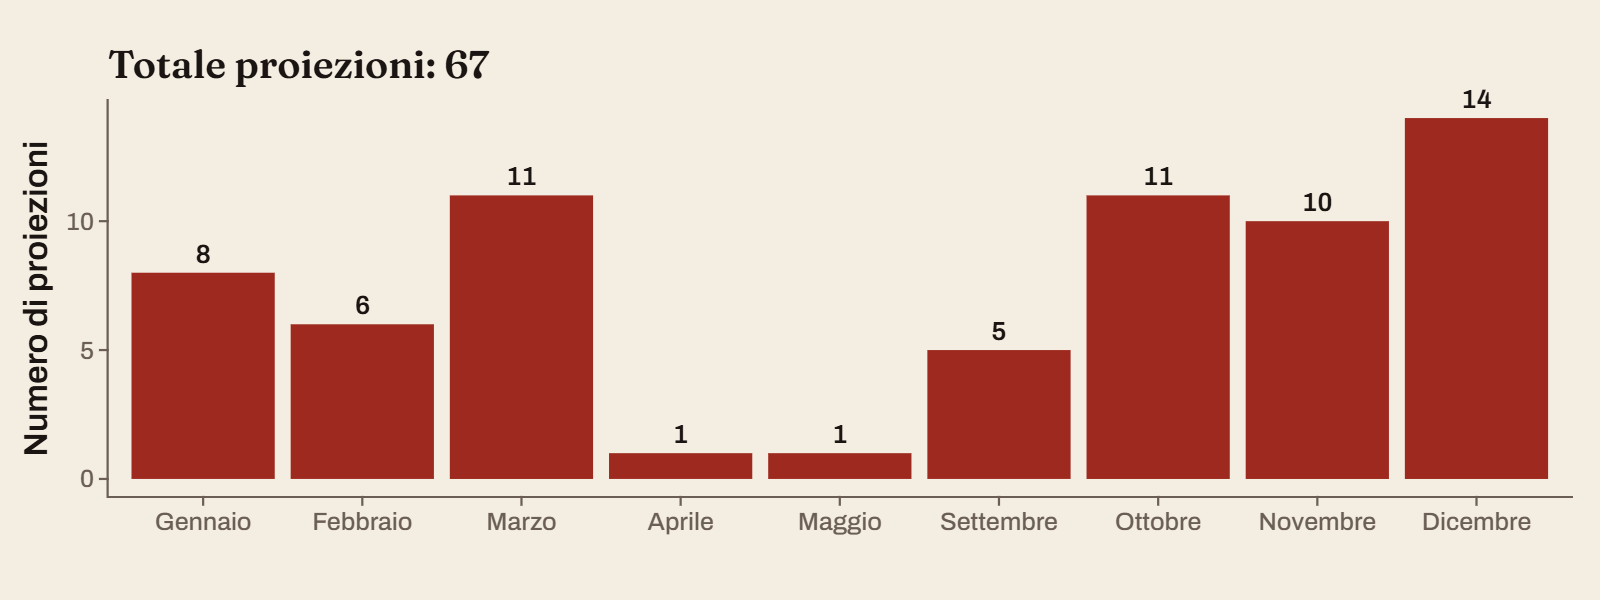 Totale proiezioni: 67
Numero di proiezioni
10
5
0
8
6
11
1
1
5
11
10
14
Gennaio
Febbraio
Marzo
Aprile
Maggio
Settembre
Ottobre
Novembre
Dicembre